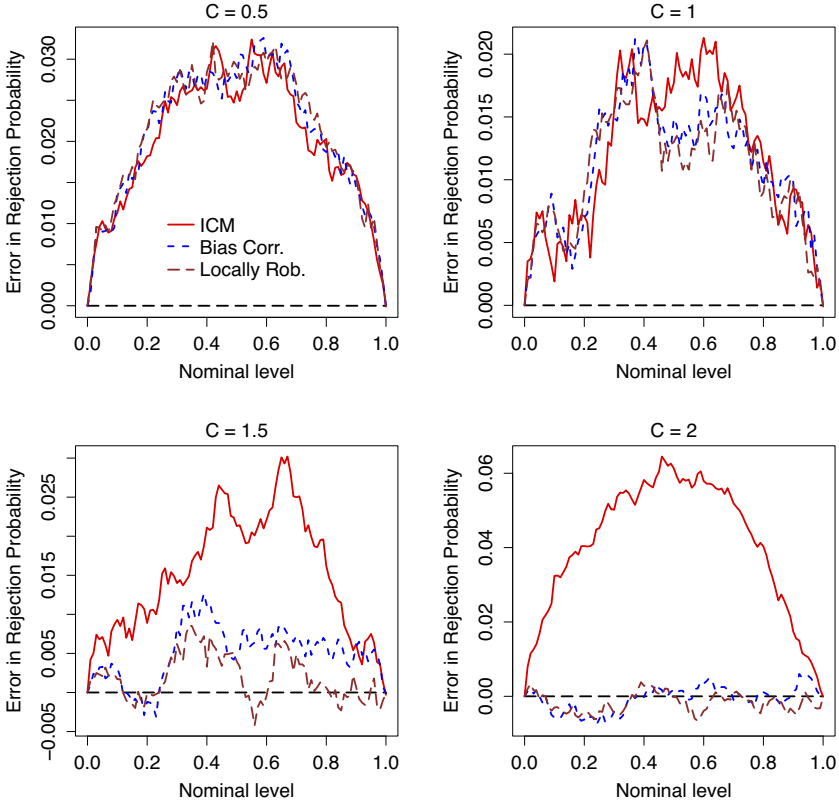 C = 0.5
Error in Rejection Probability
0.030
0.020
0.010
0.000
ICM
Bias Corr.
Locally Rob.
0.0 0.2 0.4 0.6 0.8 1.0
Nominal level
C = 1
Error in Rejection Probability
0.020
0.015
0.010
0.005
0.000
0.0 0.2 0.4 0.6 0.8 1.0
Nominal level
C = 1.5
Error in Rejection Probability
0.025
0.015
0.005
−0.005
0.0 0.2 0.4 0.6 0.8 1.0
Nominal level
C = 2
Error in Rejection Probability
0.06
0.04
0.02
0.00
0.0 0.2 0.4 0.6 0.8 1.0
Nominal level